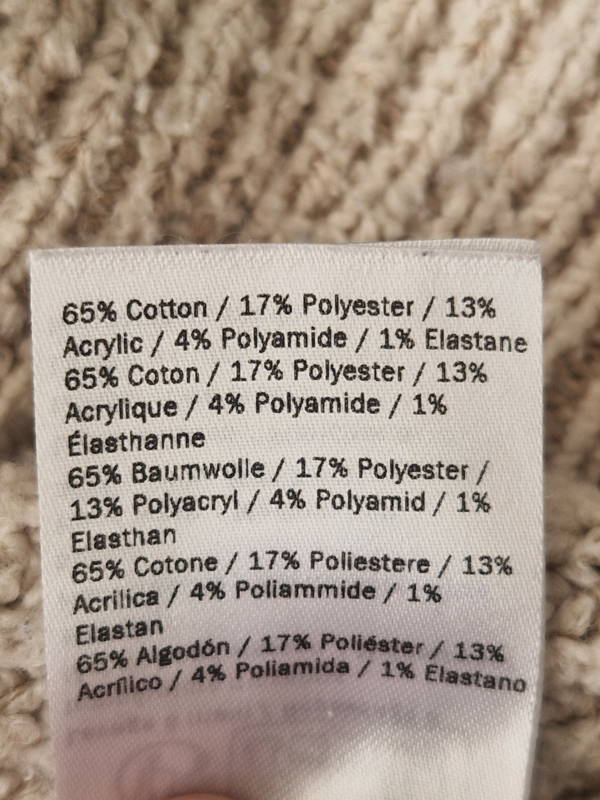 65% Cotton / 17% Polyester / 13%
Acrylic / 4% Polyamide / 1% Elastane
65% Coton / 17% Polyester / 13%
Acrylique / 4% Polyamide / 1%
Élasthanne
65% Baumwolle / 17% Polyester /
13% Polyacryl / 4% Polyamid / 1%
Elasthan
65% Cotone / 17% Poliestere / 13%
Acrilica / 4% Poliammide / 1%
Elastan
65% Algodón / 17% Poliéster / 13%
Acrílico / 4% Poliamida / 1% Elastano